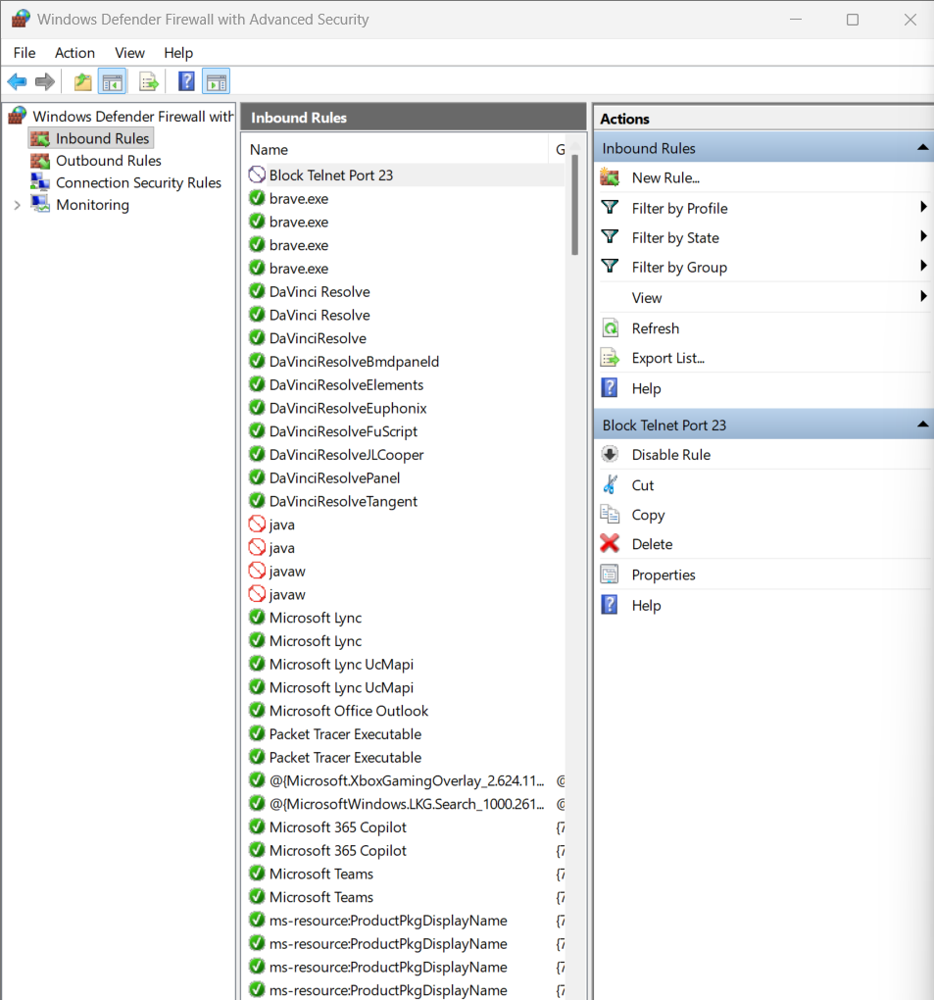 Windows Defender Firewall with Advanced Security
File Action View Help
Windows Defender Firewall with
Inbound Rules
Outbound Rules
Connection Security Rules
Monitoring
Inbound Rules
Name G
Block Telnet Port 23
brave.exe
brave.exe
brave.exe
brave.exe
DaVinci Resolve
DaVinci Resolve
DaVinciResolve
DaVinciResolveBmdpaneld
DaVinciResolveElements
DaVinciResolveEuphonix
DaVinciResolveFuScript
DaVinciResolveJLCooper
DaVinciResolvePanel
DaVinciResolveTangent
java
java
javaw
javaw
Microsoft Lync
Microsoft Lync
Microsoft Lync UcMapi
Microsoft Lync UcMapi
Microsoft Office Outlook
Packet Tracer Executable
Packet Tracer Executable
@{Microsoft.XboxGamingOverlay_2.624.11... @
@{MicrosoftWindows.LKG.Search_1000.261... @
Microsoft 365 Copilot {7
Microsoft 365 Copilot {7
Microsoft Teams {7
Microsoft Teams {7
ms-resource:ProductPkgDisplayName {7
ms-resource:ProductPkgDisplayName {7
ms-resource:ProductPkgDisplayName {7
ms-resource:ProductPkgDisplayName {7
Actions
Inbound Rules
New Rule...
Filter by Profile
Filter by State
Filter by Group
View
Refresh
Export List...
Help
Block Telnet Port 23
Disable Rule
Cut
Copy
Delete
Properties
Help